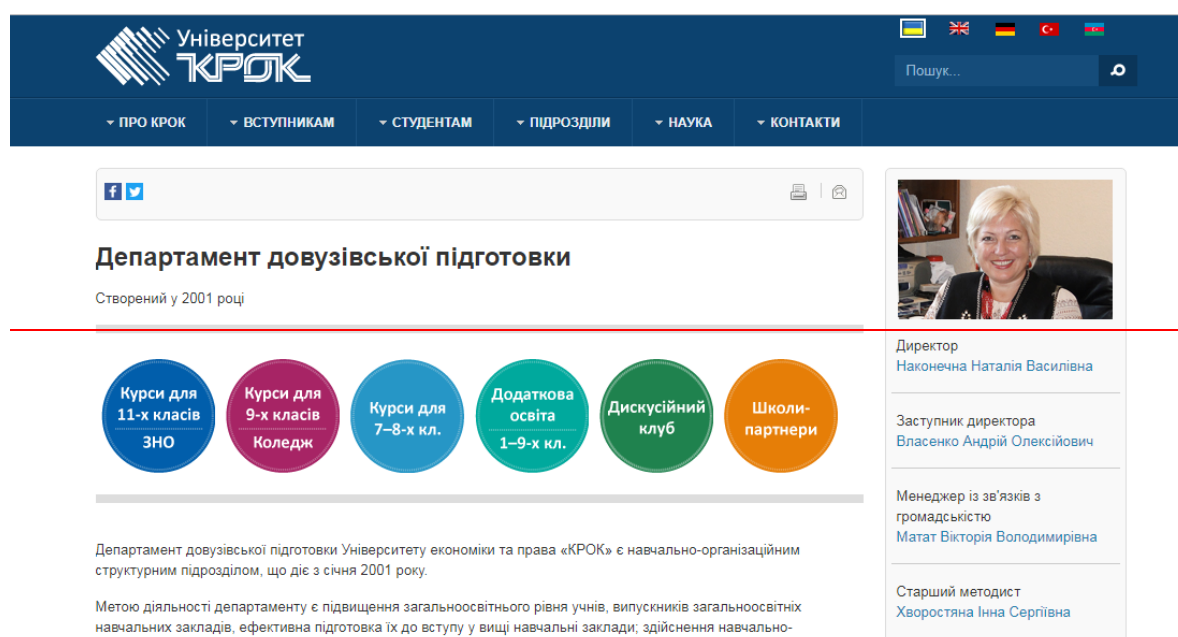 Університет
КРОК
Пошук...
ПРО КРОК
ВСТУПНИКАМ
СТУДЕНТАМ
ПІДРОЗДІЛИ
НАУКА
КОНТАКТИ
Департамент довузівської підготовки
Створений у 2001 році
Курси для
11-х класів
ЗНО
Курси для
9-х класів
Коледж
Курси для
7–8-х кл.
Додаткова
освіта
1–9-х кл.
Дискусійний
клуб
Школи-
партнери
Департамент довузівської підготовки Університету економіки та права «КРОК» є навчально-організаційним
структурним підрозділом, що діє з січня 2001 року.
Метою діяльності департаменту є підвищення загальноосвітнього рівня учнів, випускників загальноосвітніх
навчальних закладів, ефективна підготовка їх до вступу у вищі навчальні заклади; здійснення навчально-
Директор
Наконечна Наталія Василівна
Заступник директора
Власенко Андрій Олексійович
Менеджер із зв'язків з
громадськістю
Матат Вікторія Володимирівна
Старший методист
Хворостяна Інна Сергіївна